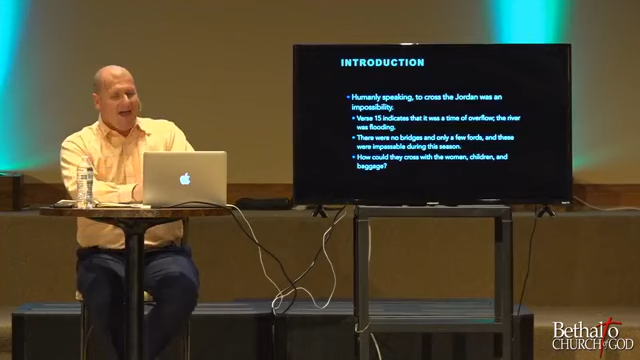 INTRODUCTION
• Humanly speaking, to cross the Jordan was an
impossibility.
• Verse 15 indicates that it was a time of overflow, the river
was flooding.
• There were no bridges and only a few fords, and these
were impassable during this season.
• How could they cross with the women, children, and
baggage?
Bethalto
CHURCH of GOD